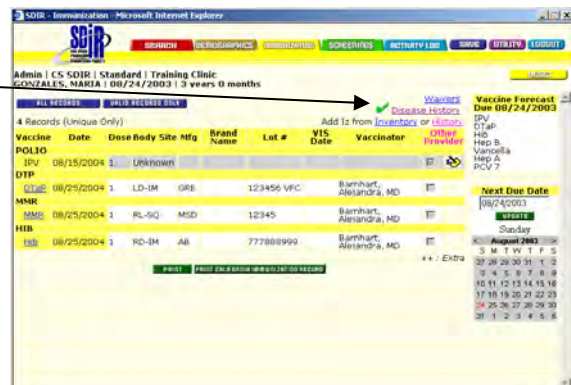 SDIR - Immunization - Microsoft Internet Explorer
SDIR
SEARCH DEMOGRAPHICS IMMUNIZATION SCREENINGS ACTIVITY LOG SAVE UTILITY LOGOUT
Admin | CS SDIR | Standard | Training Clinic
GONZALES, MARIA | 08/24/2003 | 3 years 0 months
ALL RECORDS VALID RECORDS ONLY
Waivers
Disease History
4 Records (Unique Only) Add Iz from Inventory or History
Vaccine Date Dose Body Site Mfg Brand Name Lot # VIS Date Vaccinator Other Provider
POLIO
IPV 08/15/2004 1 Unknown
DTP
DTaP 08/25/2004 1 LD-IM 123456 VFC Barnhart, Alejandra, MD
MMR
MMR 08/25/2004 1 RL-SQ MSD 12345 Barnhart, Alejandra, MD
HIB
Hib 08/25/2004 1 RD-IM AB 777888999 Barnhart, Alejandra, MD
++ / Extra
PRINT PRINT CALIFORNIA IMMUNIZATION RECORD
Vaccine Forecast
Due 08/24/2003
IPV
DTaP
Hib
Hep B
Varicella
Hep A
PCV 7
Next Due Date
08/24/2003
UPDATE
Sunday
< August 2003 >
S M T W T F S
27 28 29 30 31 1 2
3 4 5 6 7 8 9
10 11 12 13 14 15 16
17 18 19 20 21 22 23
24 25 26 27 28 29 30
31 1 2 3 4 5 6